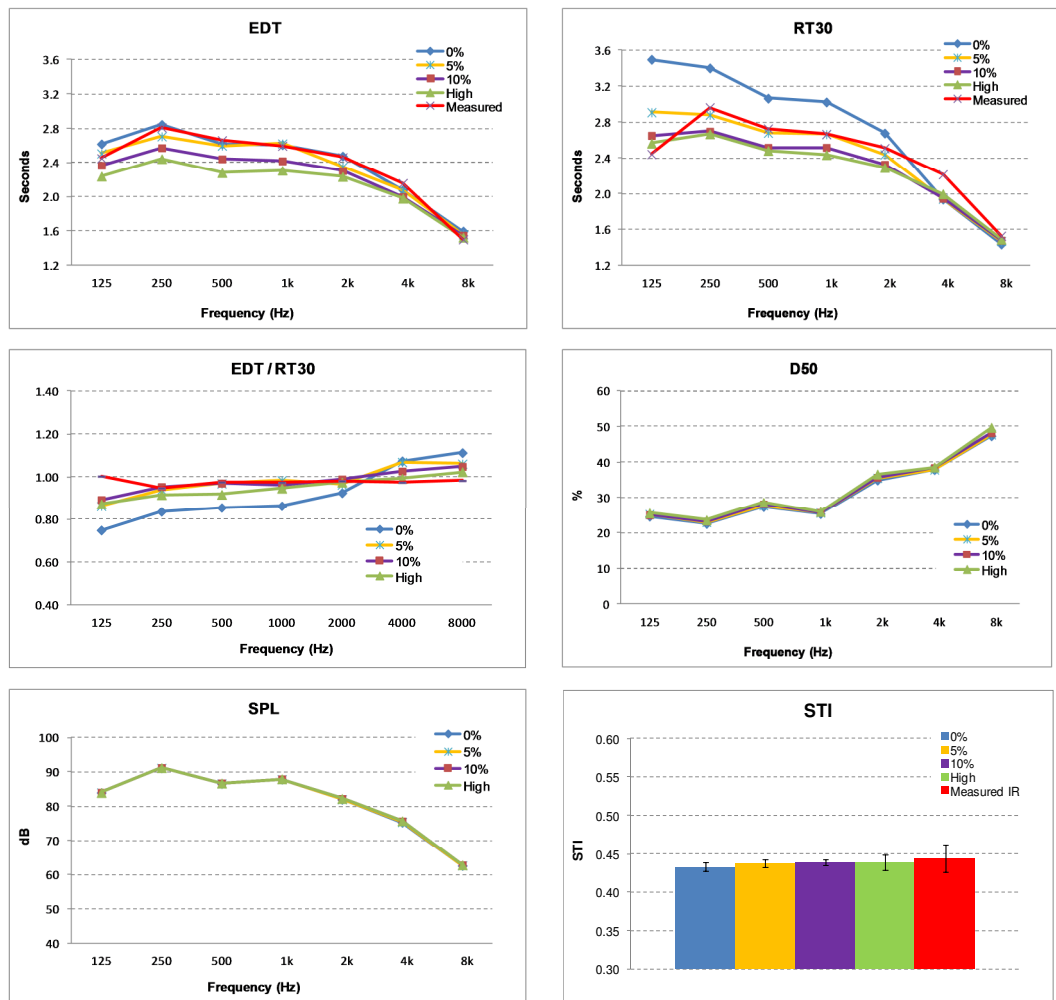 EDT
0%
5%
10%
High
Measured
3.6
3.2
2.8
2.4
2.0
1.6
1.2
Seconds
125 250 500 1k 2k 4k 8k
Frequency (Hz)
RT30
0%
5%
10%
High
Measured
3.6
3.2
2.8
2.4
2.0
1.6
1.2
Seconds
125 250 500 1k 2k 4k 8k
Frequency (Hz)
EDT / RT30
1.40
1.20
1.00
0.80
0.60
0.40
0%
5%
10%
High
125 250 500 1000 2000 4000 8000
Frequency (Hz)
D50
60
50
40
30
20
10
0
%
0%
5%
10%
High
125 250 500 1k 2k 4k 8k
Frequency (Hz)
SPL
100
90
80
70
60
50
40
dB
0%
5%
10%
High
125 250 500 1k 2k 4k 8k
Frequency (Hz)
STI
0.60
0.55
0.50
0.45
0.40
0.35
0.30
STI
0%
5%
10%
High
Measured IR